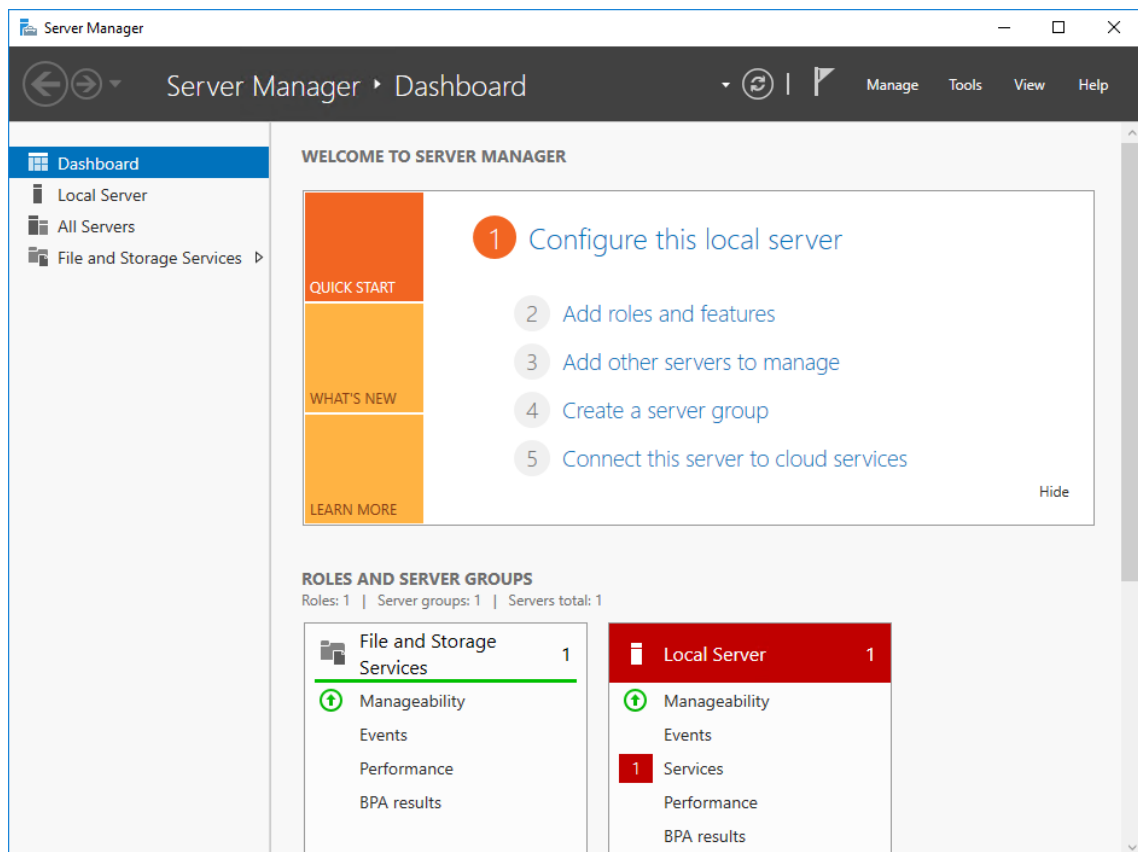 Server Manager
Server Manager ‣ Dashboard
Manage Tools View Help
Dashboard
Local Server
All Servers
File and Storage Services
WELCOME TO SERVER MANAGER
QUICK START
WHAT'S NEW
LEARN MORE
1 Configure this local server
2 Add roles and features
3 Add other servers to manage
4 Create a server group
5 Connect this server to cloud services
Hide
ROLES AND SERVER GROUPS
Roles: 1 | Server groups: 1 | Servers total: 1
File and Storage
Services 1
Manageability
Events
Performance
BPA results
Local Server 1
Manageability
Events
1 Services
Performance
BPA results